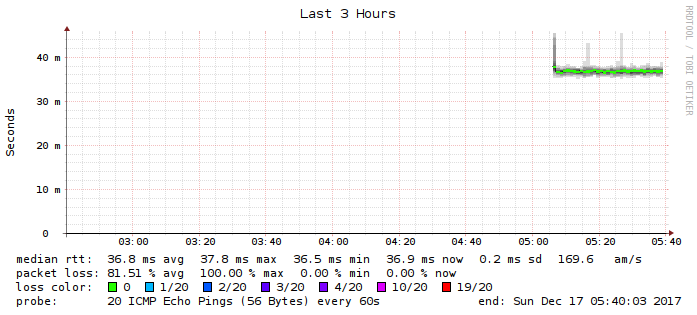 Last 3 Hours
RRDTOOL / TOBI OETIKER
Seconds
40 m
30 m
20 m
10 m
0
03:00 03:20 03:40 04:00 04:20 04:40 05:00 05:20 05:40
median rtt: 36.8 ms avg 37.8 ms max 36.5 ms min 36.9 ms now 0.2 ms sd 169.6 am/s
packet loss: 81.51 % avg 100.00 % max 0.00 % min 0.00 % now
loss color: 0 1/20 2/20 3/20 4/20 10/20 19/20
probe: 20 ICMP Echo Pings (56 Bytes) every 60s end: Sun Dec 17 05:40:03 2017